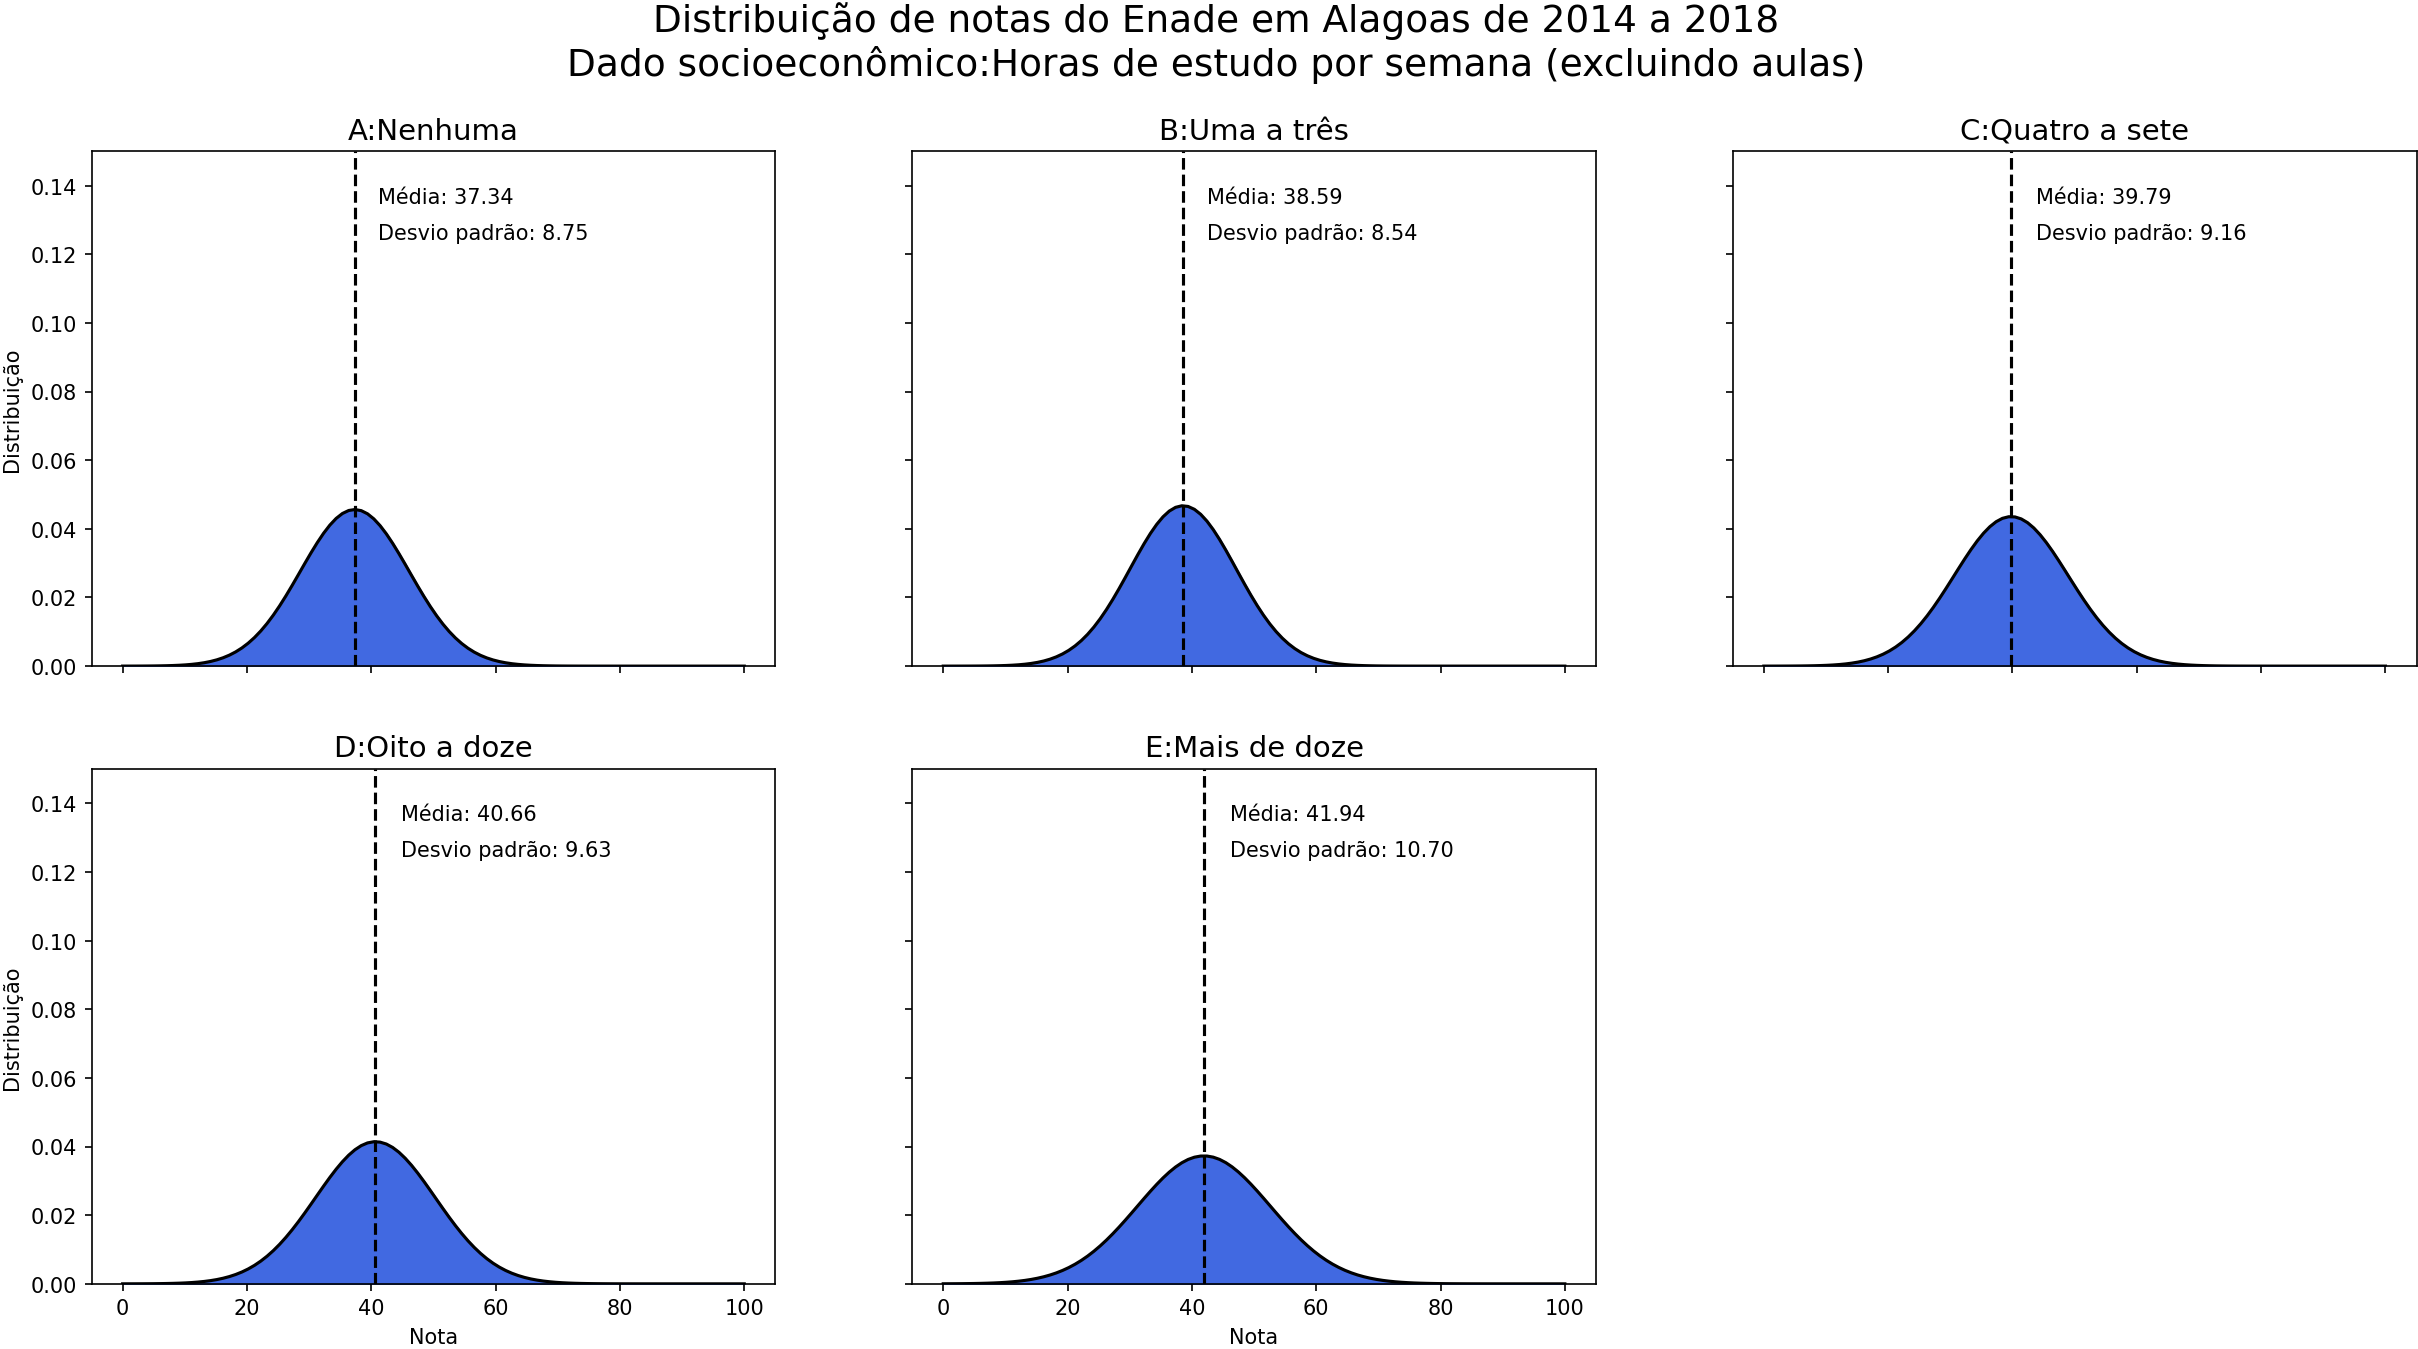 Distribuição de notas do Enade em Alagoas de 2014 a 2018
Dado socioeconômico:Horas de estudo por semana (excluindo aulas)
A:Nenhuma
Média: 37.34
Desvio padrão: 8.75
0.14
0.12
0.10
0.08
0.06
0.04
0.02
0.00
Distribuição
B:Uma a três
Média: 38.59
Desvio padrão: 8.54
C:Quatro a sete
Média: 39.79
Desvio padrão: 9.16
D:Oito a doze
Média: 40.66
Desvio padrão: 9.63
0.14
0.12
0.10
0.08
0.06
0.04
0.02
0.00
Distribuição
0 20 40 60 80 100
Nota
E:Mais de doze
Média: 41.94
Desvio padrão: 10.70
0 20 40 60 80 100
Nota